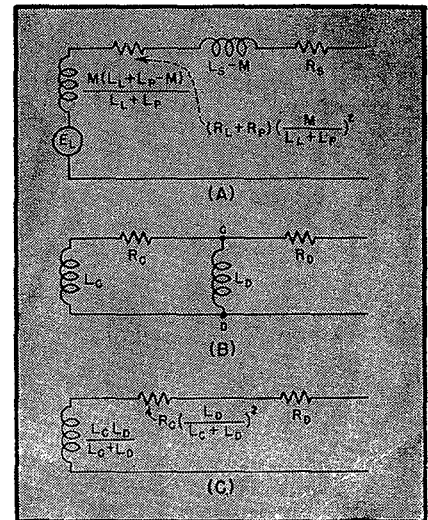 L_S-M
R_S
M(L_L+L_P-M)
L_L+L_P
(R_L+R_P)(M/L_L+L_P)²
(A)
C
R_C
R_D
L_C
L_D
D
(B)
R_C(L_D/L_C+L_D)²
R_D
L_C L_D
L_C+L_D
(C)